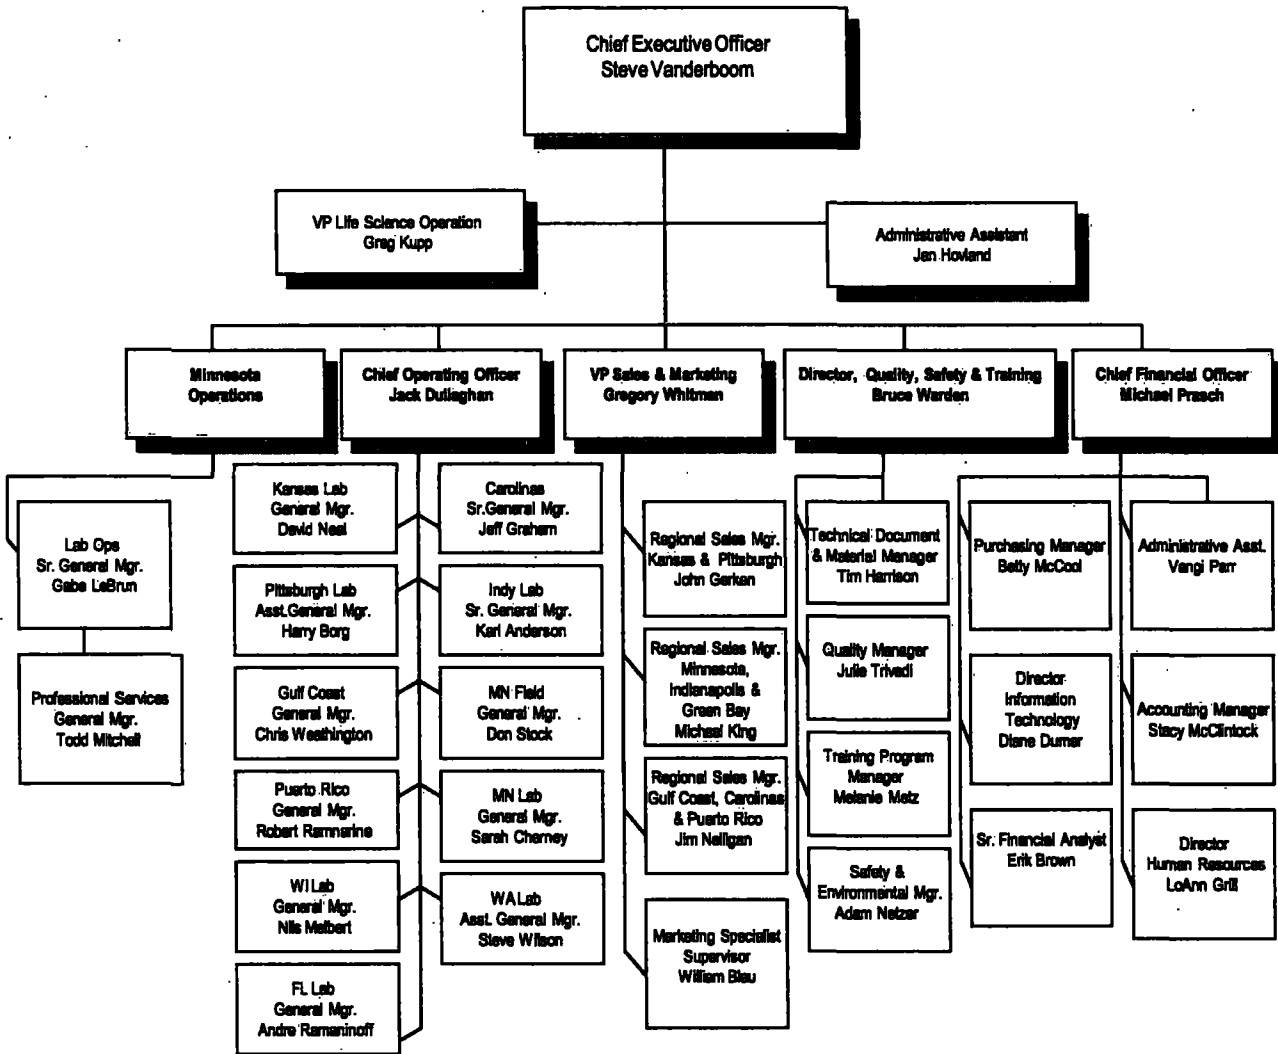 Chief Executive Officer
Steve Vanderboom
VP Life Science Operation
Greg Kupp
Administrative Assistant
Jan Hovland
Minnesota
Operations
Chief Operating Officer
Jack Dullaghan
VP Sales & Marketing
Gregory Whitman
Director, Quality, Safety & Training
Bruce Warden
Chief Financial Officer
Michael Prasch
Lab Ops
Sr. General Mgr.
Gabe LeBrun
Professional Services
General Mgr.
Todd Mitchell
Kansas Lab
General Mgr.
David Neal
Carolinas
Sr.General Mgr.
Jeff Graham
Pittsburgh Lab
Asst.General Mgr.
Harry Borg
Indy Lab
Sr. General Mgr.
Karl Anderson
Gulf Coast
General Mgr.
Chris Weathington
MN Field
General Mgr.
Don Stock
Puerto Rico
General Mgr.
Robert Ramnarine
MN Lab
General Mgr.
Sarah Cherney
WI Lab
General Mgr.
Nils Melbert
WA Lab
Asst. General Mgr.
Steve Wilson
FL Lab
General Mgr.
Andre Ramaninoff
Regional Sales Mgr.
Kansas & Pittsburgh
John Gerken
Regional Sales Mgr.
Minnesota,
Indianapolis &
Green Bay
Michael King
Regional Sales Mgr.
Gulf Coast, Carolinas
& Puerto Rico
Jim Nelligan
Marketing Specialist
Supervisor
William Blau
Technical Document
& Material Manager
Tim Harrison
Quality Manager
Julie Trivedi
Training Program
Manager
Melanie Metz
Safety &
Environmental Mgr.
Adam Netzer
Purchasing Manager
Betty McCool
Director
Information
Technology
Diane Durner
Sr. Financial Analyst
Erik Brown
Administrative Asst.
Vangi Parr
Accounting Manager
Stacy McClintock
Director
Human Resources
LoAnn Grill